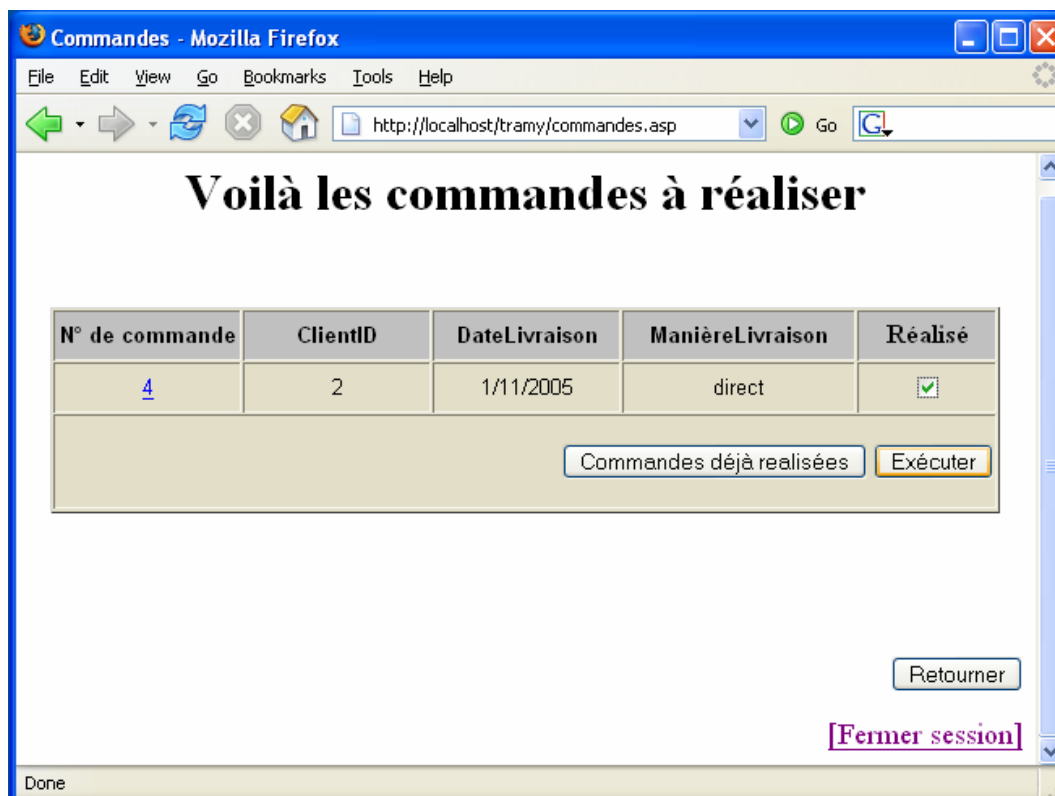 Commandes - Mozilla Firefox
File Edit View Go Bookmarks Tools Help
http://localhost/tramy/commandes.asp Go G
Voilà les commandes à réaliser
N° de commande ClientID DateLivraison ManièreLivraison Réalisé
4 2 1/11/2005 direct
Commandes déjà realisées Exécuter
Retourner
[Fermer session]
Done